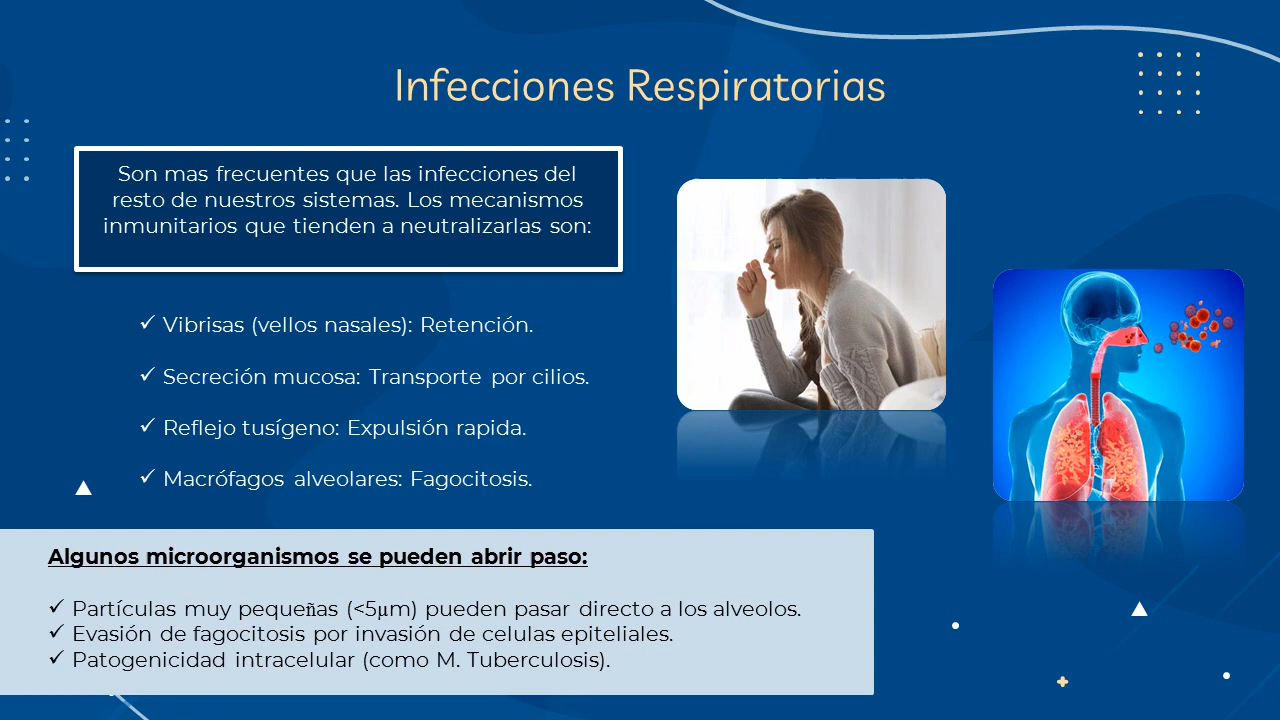 Infecciones Respiratorias
Son mas frecuentes que las infecciones del
resto de nuestros sistemas. Los mecanismos
inmunitarios que tienden a neutralizarlas son:
✓ Vibrisas (vellos nasales): Retención.
✓ Secreción mucosa: Transporte por cilios.
✓ Reflejo tusígeno: Expulsión rapida.
✓ Macrófagos alveolares: Fagocitosis.
Algunos microorganismos se pueden abrir paso:
✓ Partículas muy pequeñas (<5µm) pueden pasar directo a los alveolos.
✓ Evasión de fagocitosis por invasión de celulas epiteliales.
✓ Patogenicidad intracelular (como M. Tuberculosis).